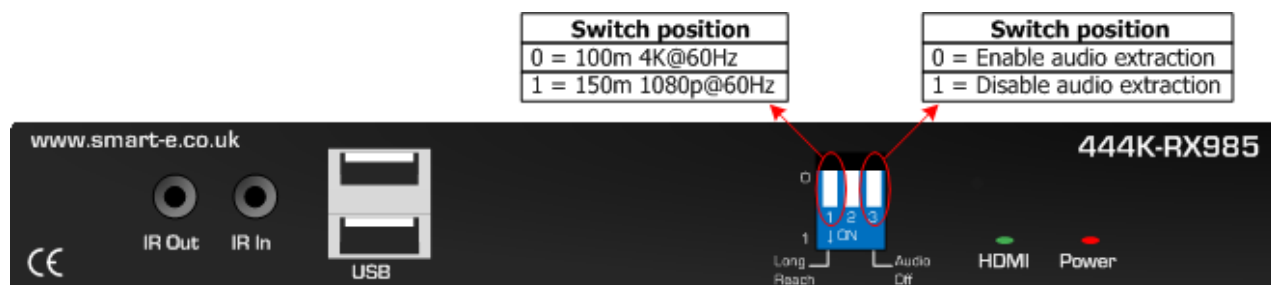 Switch position
0 = 100m 4K@60Hz
1 = 150m 1080p@60Hz
Switch position
0 = Enable audio extraction
1 = Disable audio extraction
www.smart-e.co.uk
444K-RX985
0
1 2 3
1
↓ ON
IR Out
IR In
USB
Long
Reach
Audio
Off
HDMI
Power
CE